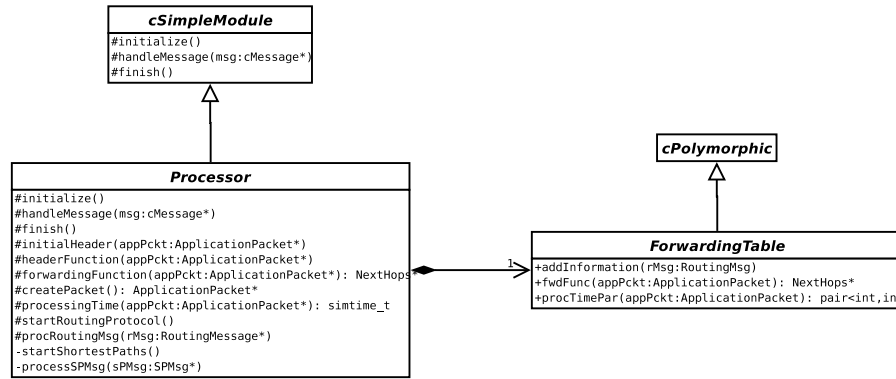 cSimpleModule
#initialize()
#handleMessage(msg:cMessage*)
#finish()
cPolymorphic
Processor
#initialize()
#handleMessage(msg:cMessage*)
#finish()
#initialHeader(appPckt:ApplicationPacket*)
#headerFunction(appPckt:ApplicationPacket*)
#forwardingFunction(appPckt:ApplicationPacket*): NextHops*
#createPacket(): ApplicationPacket*
#processingTime(appPckt:ApplicationPacket*): simtime_t
#startRoutingProtocol()
#procRoutingMsg(rMsg:RoutingMessage*)
-startShortestPaths()
-processSPMsg(sPMsg:SPMsg*)
1
ForwardingTable
+addInformation(rMsg:RoutingMsg)
+fwdFunc(appPckt:ApplicationPacket): NextHops*
+procTimePar(appPckt:ApplicationPacket): pair<int,in